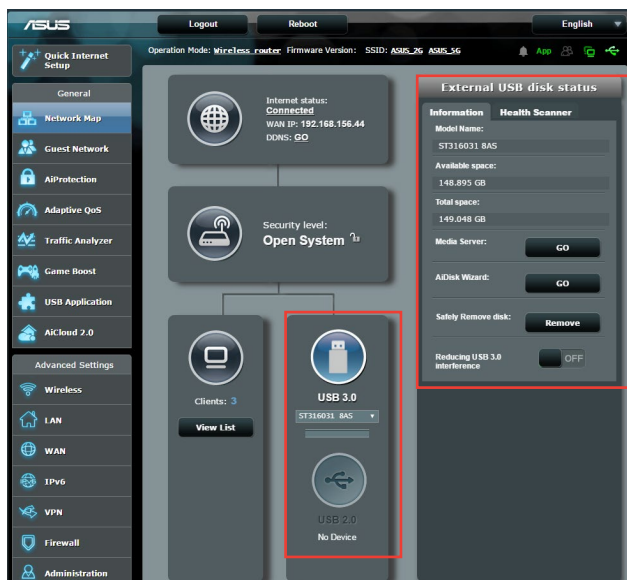 ASUS
Logout
Reboot
English
Quick Internet
Setup
Operation Mode: Wireless router Firmware Version: SSID: ASUS_2G ASUS_5G
App
General
Network Map
Guest Network
AiProtection
Adaptive QoS
Traffic Analyzer
Game Boost
USB Application
AiCloud 2.0
Advanced Settings
Wireless
LAN
WAN
IPv6
VPN
Firewall
Administration
Internet status:
Connected
WAN IP: 192.168.156.44
DDNS: GO
Security level:
Open System
Clients: 3
View List
USB 3.0
ST316031 8AS
USB 2.0
No Device
External USB disk status
Information Health Scanner
Model Name:
ST316031 8AS
Available space:
148.895 GB
Total space:
149.048 GB
Media Server:
GO
AiDisk Wizard:
GO
Safely Remove disk:
Remove
Reducing USB 3.0
interference
OFF